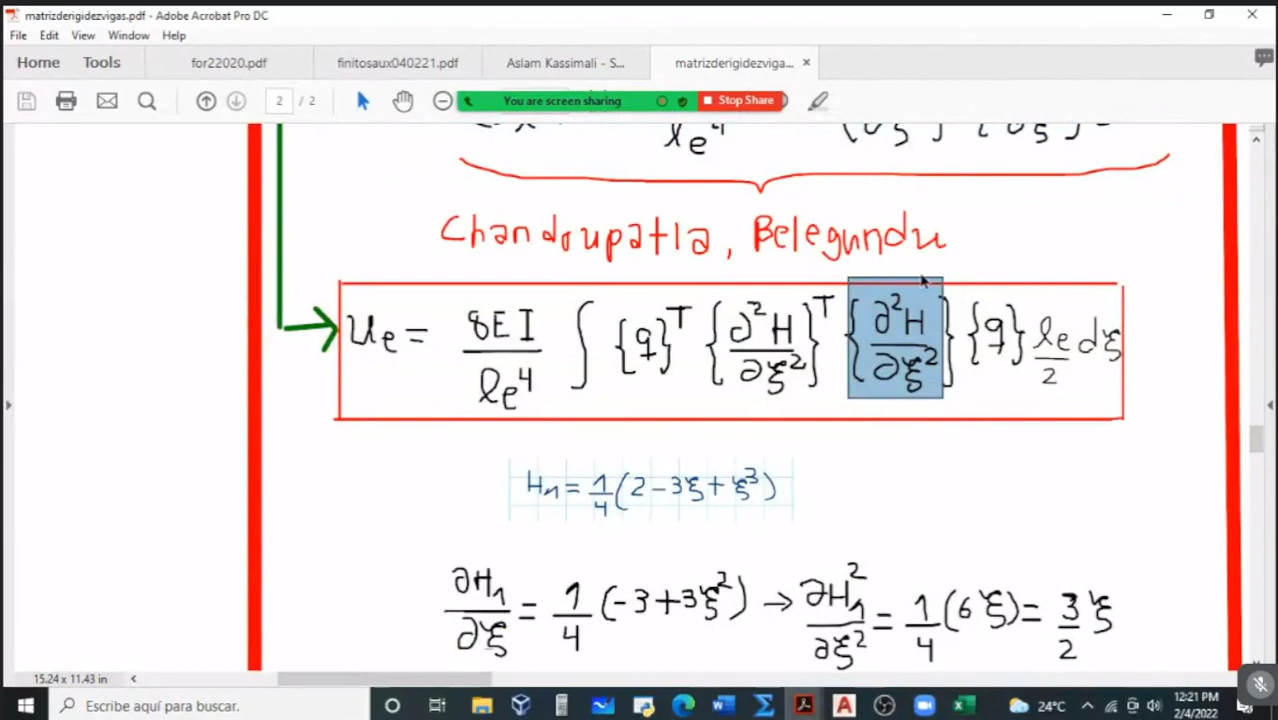 matrizderigidezvigas.pdf - Adobe Acrobat Pro DC
File Edit View Window Help
Home Tools for22020.pdf finitosaux040221.pdf Aslam Kassimali - S... matrizderigidezviga... ×
2 / 2 You are screen sharing Stop Share
Chandrupatla, Belegundu
Ue = 8EI/le⁴ ∫ {q}ᵀ {∂²H/∂ξ²}ᵀ {∂²H/∂ξ²} {q} le/2 dξ
H₁ = 1/4 (2 − 3ξ + ξ³)
∂H₁/∂ξ = 1/4 (−3 + 3ξ²) → ∂H₁²/∂ξ² = 1/4 (6ξ) = 3/2 ξ
15.24 x 11.43 in
Escribe aquí para buscar. 24°C 12:21 PM
2/4/2022